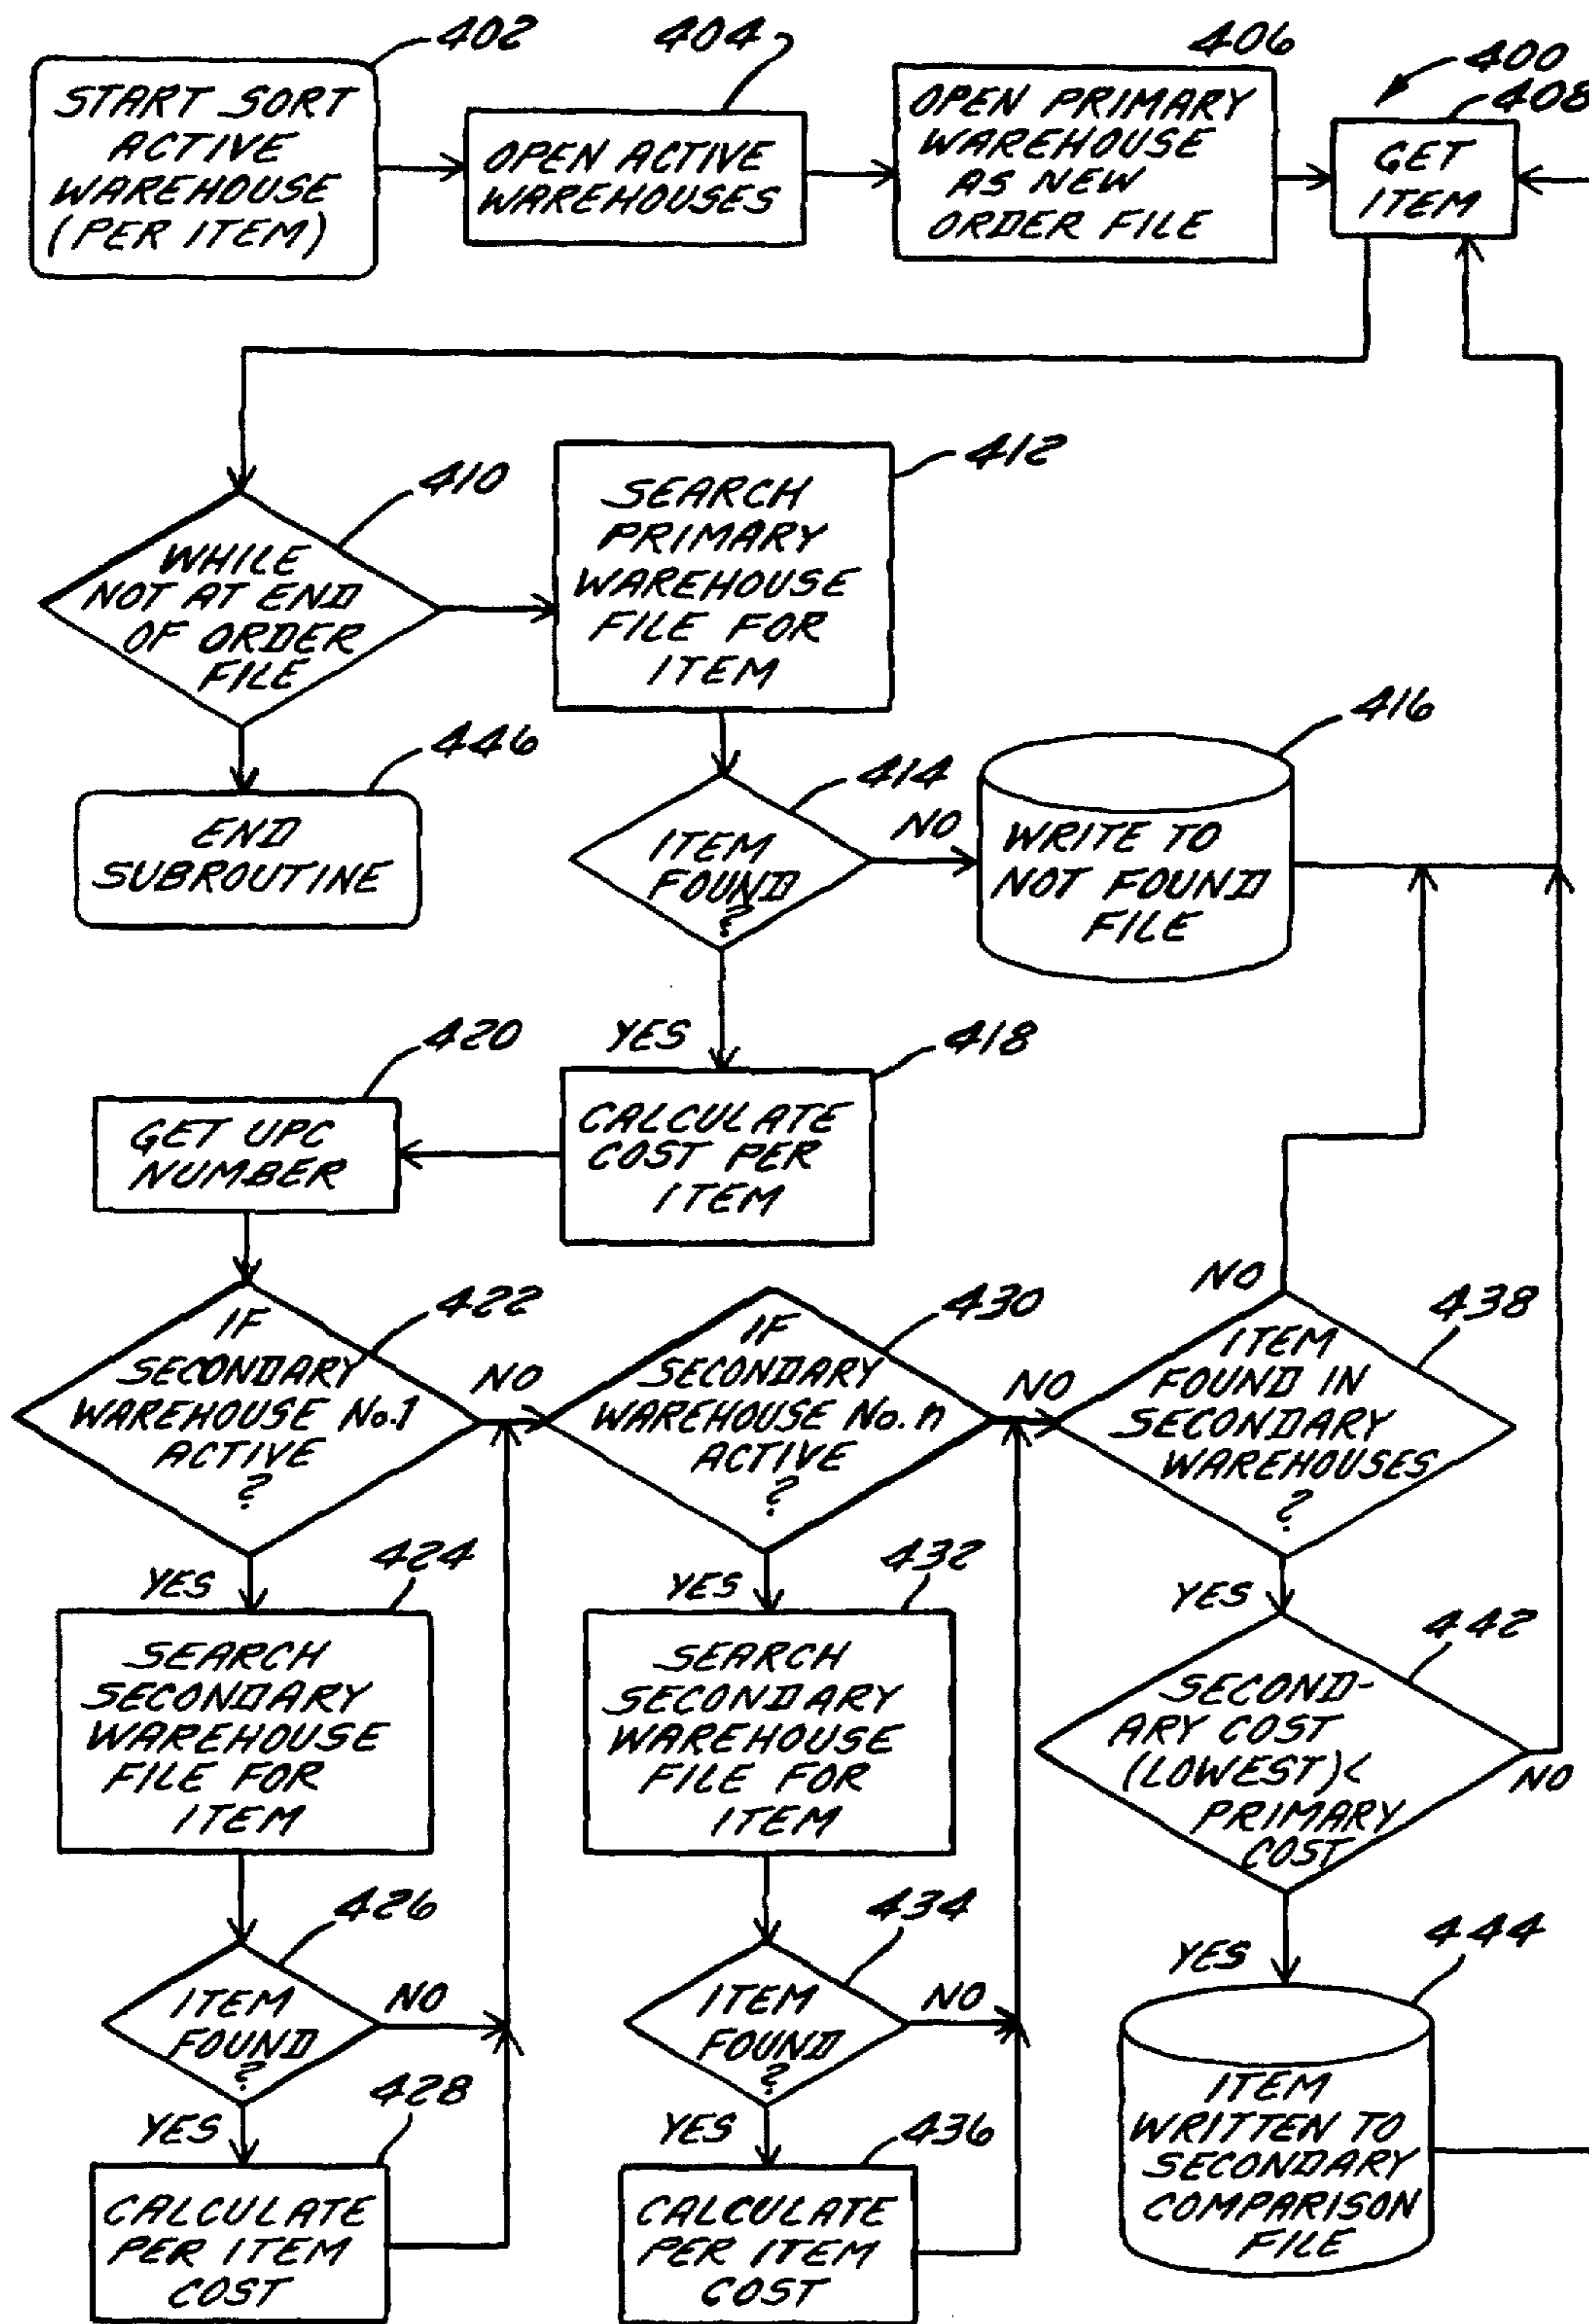 402
START SORT
ACTIVE
WAREHOUSE
(PER ITEM)
404
OPEN ACTIVE
WAREHOUSES
406
OPEN PRIMARY
WAREHOUSE
AS NEW
ORDER FILE
400
408
GET
ITEM
410
WHILE
NOT AT END
OF ORDER
FILE
412
SEARCH
PRIMARY
WAREHOUSE
FILE FOR
ITEM
446
END
SUBROUTINE
414
ITEM
FOUND
?
NO
416
WRITE TO
NOT FOUND
FILE
YES
418
CALCULATE
COST PER
ITEM
420
GET UPC
NUMBER
422
IF
SECONDARY
WAREHOUSE No.1
ACTIVE
?
NO
430
IF
SECONDARY
WAREHOUSE No.n
ACTIVE
?
NO
NO
438
ITEM
FOUND IN
SECONDARY
WAREHOUSES
?
YES
424
SEARCH
SECONDARY
WAREHOUSE
FILE FOR
ITEM
YES
432
SEARCH
SECONDARY
WAREHOUSE
FILE FOR
ITEM
YES
442
SECOND-
ARY COST
(LOWEST)<
PRIMARY
COST
NO
426
ITEM
FOUND
?
NO
434
ITEM
FOUND
?
NO
YES
444
ITEM
WRITTEN TO
SECONDARY
COMPARISON
FILE
YES
428
CALCULATE
PER ITEM
COST
YES
436
CALCULATE
PER ITEM
COST